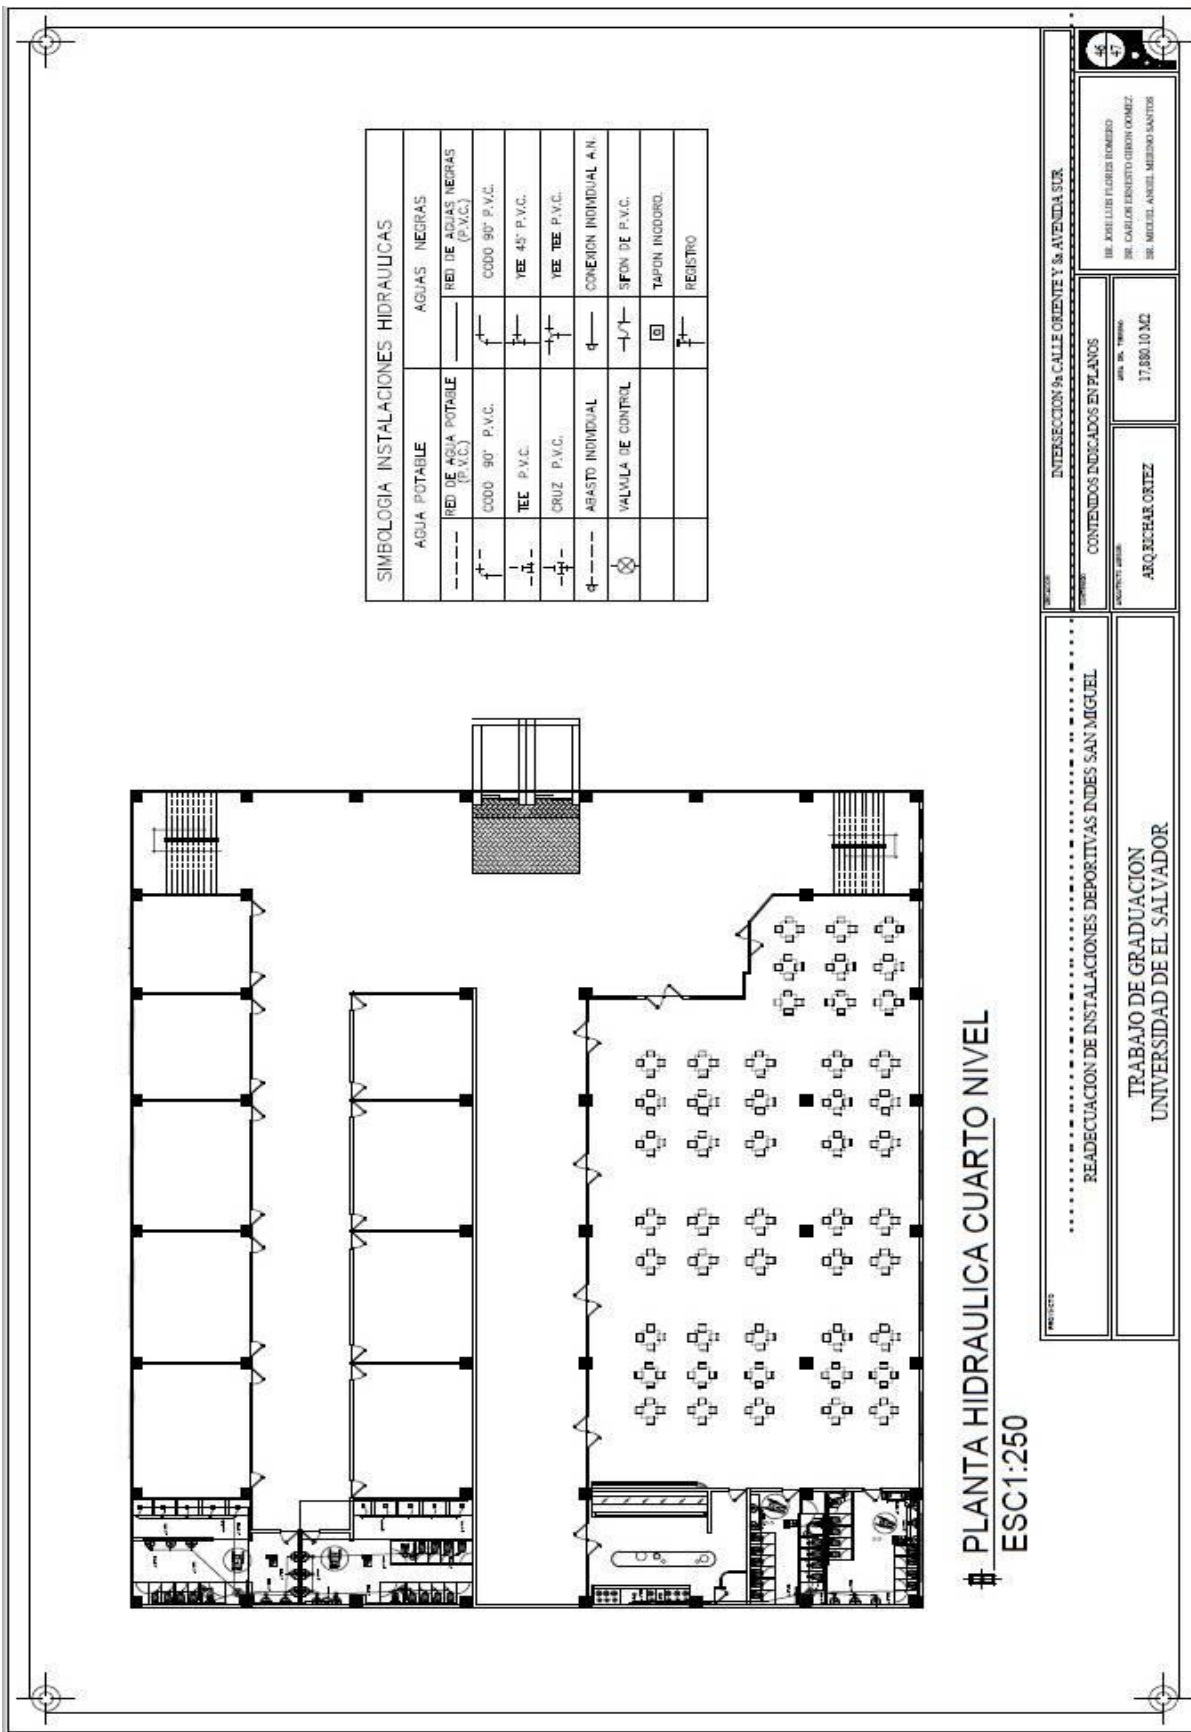 SIMBOLOGIA INSTALACIONES HIDRAULICAS
AGUA POTABLE
AGUAS NEGRAS
RED DE AGUA POTABLE
(P.V.C.)
RED DE AGUAS NEGRAS
(P.V.C.)
CODO 90° P.V.C.
CODO 90° P.V.C.
TEE P.V.C.
YEE 45° P.V.C.
CRUZ P.V.C.
YEE TEE P.V.C.
ABASTO INDIVIDUAL
CONEXION INDIVIDUAL A.N.
VALVULA DE CONTROL
SIFON DE P.V.C.
TAPON INODORO.
REGISTRO
PLANTA HIDRAULICA CUARTO NIVEL
ESC1:250
PROYECTO
READECUACION DE INSTALACIONES DEPORTIVAS INDES SAN MIGUEL
TRABAJO DE GRADUACION
UNIVERSIDAD DE EL SALVADOR
INTERSECCION 9a CALLE ORIENTE Y 8a AVENIDA SUR
CONTENIDOS INDICADOS EN PLANOS
ARQ.RICHAR ORTEZ
AREA DEL TERRENO
17,880.10 M2
BR. JOSE LUIS FLORES ROMERO
BR. CARLOS ERNESTO GIRON GOMEZ
BR. MIGUEL ANGEL MERINO SANTOS
46
47